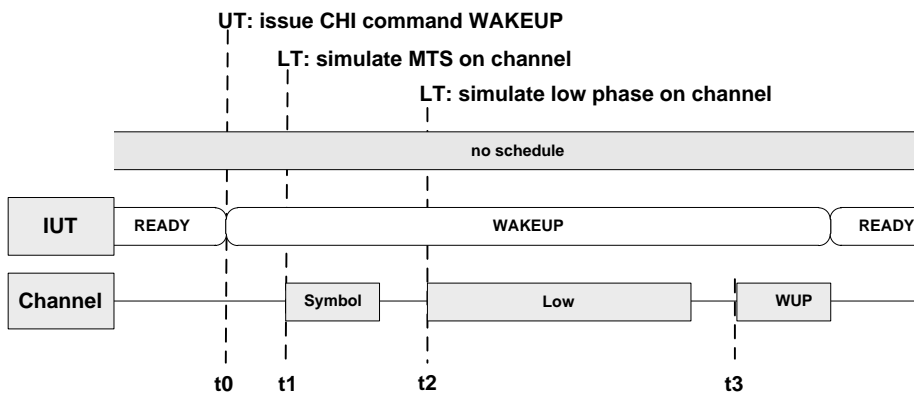 UT: issue CHI command WAKEUP
LT: simulate MTS on channel
LT: simulate low phase on channel
no schedule
IUT
READY
WAKEUP
READY
Channel
Symbol
Low
WUP
t0
t1
t2
t3